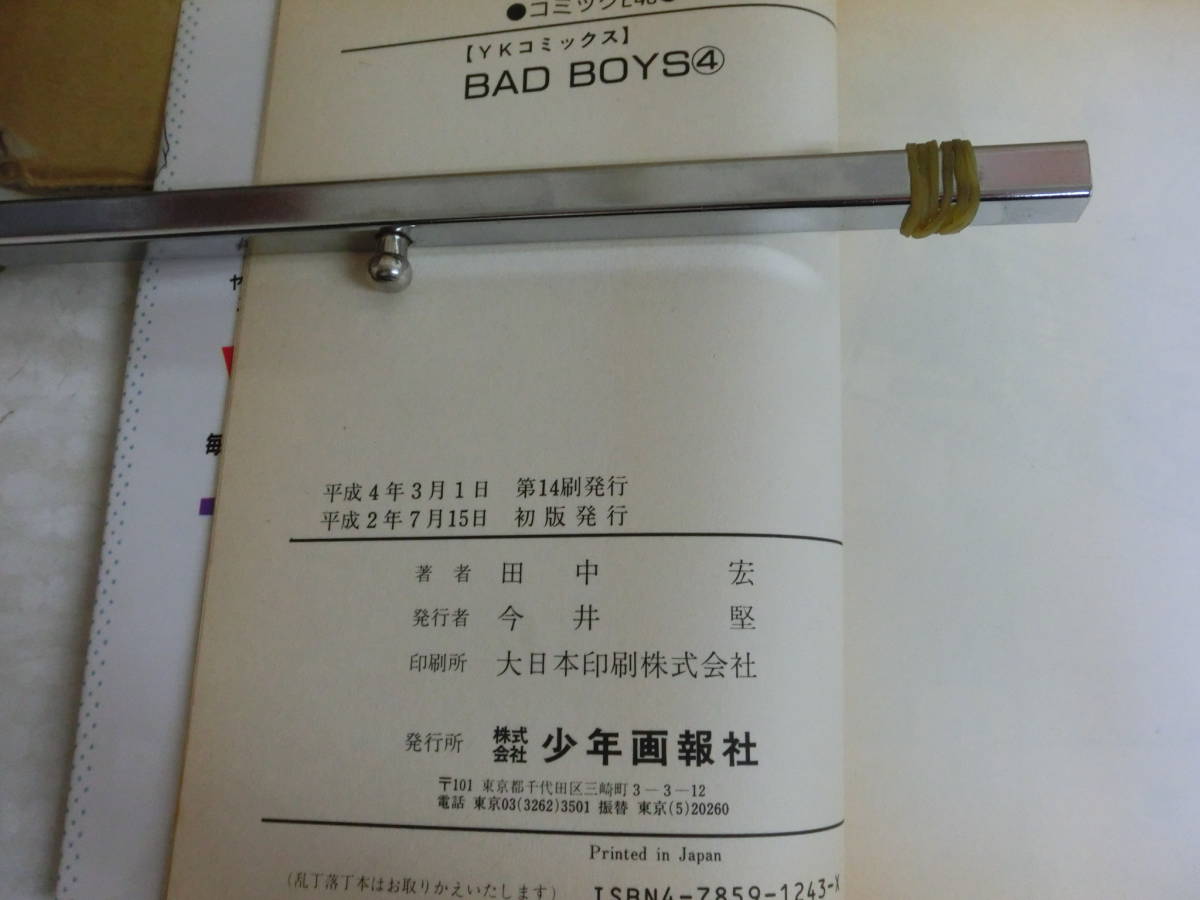 【YKコミックス】
BAD BOYS④
平成4年3月1日 第14刷発行
平成2年7月15日 初版発行
著者 田中 宏
発行者 今井 堅
印刷所 大日本印刷株式会社
発行所 株式会社 少年画報社
〒101 東京都千代田区三崎町3－3－12
電話 東京03(3262)3501 振替 東京(5)20260
Printed in Japan
(乱丁落丁本はお取りかえいたします)
ISBN4-7859-1243-X
毎